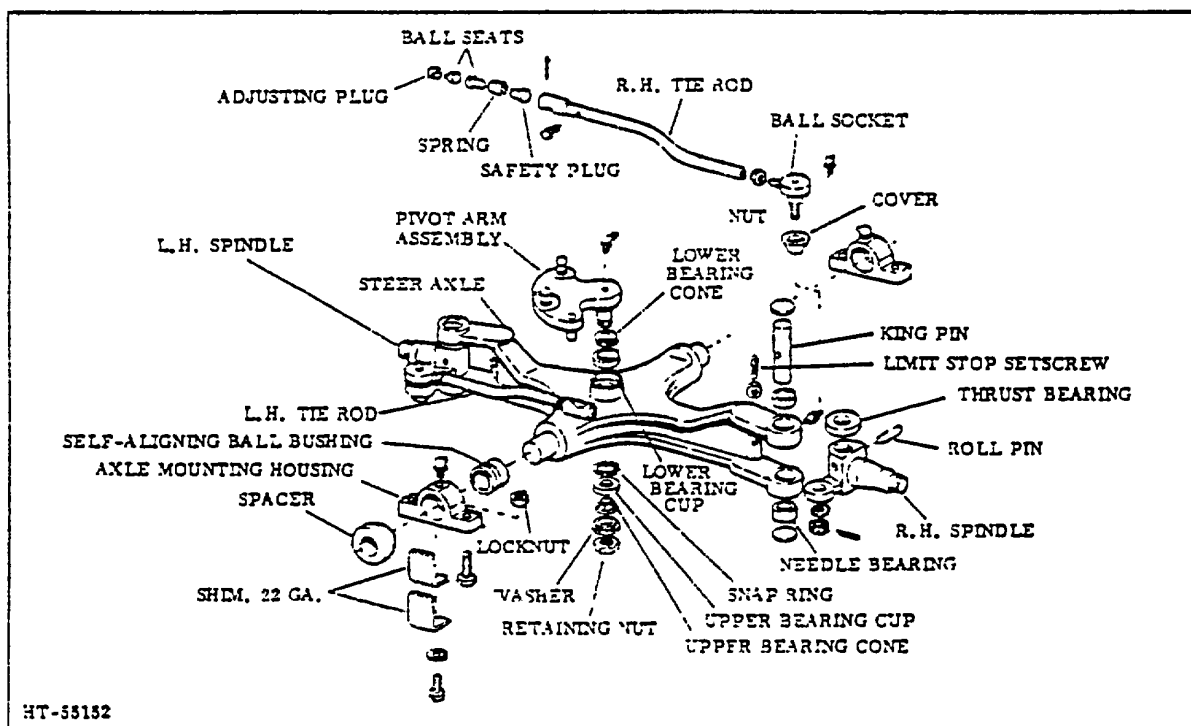 BALL SEATS
ADJUSTING PLUG
R.H. TIE ROD
SPRING
BALL SOCKET
SAFETY PLUG
NUT
COVER
PIVOT ARM
ASSEMBLY
L.H. SPINDLE
LOWER
BEARING
CONE
STEER AXLE
KING PIN
LIMIT STOP SETSCREW
THRUST BEARING
L.H. TIE ROD
SELF-ALIGNING BALL BUSHING
ROLL PIN
AXLE MOUNTING HOUSING
LOWER
BEARING
CUP
SPACER
R.H. SPINDLE
LOCKNUT
NEEDLE BEARING
SHIM, 22 GA.
WASHER
SNAP RING
RETAINING NUT
UPPER BEARING CUP
UPPER BEARING CONE
HT-55152